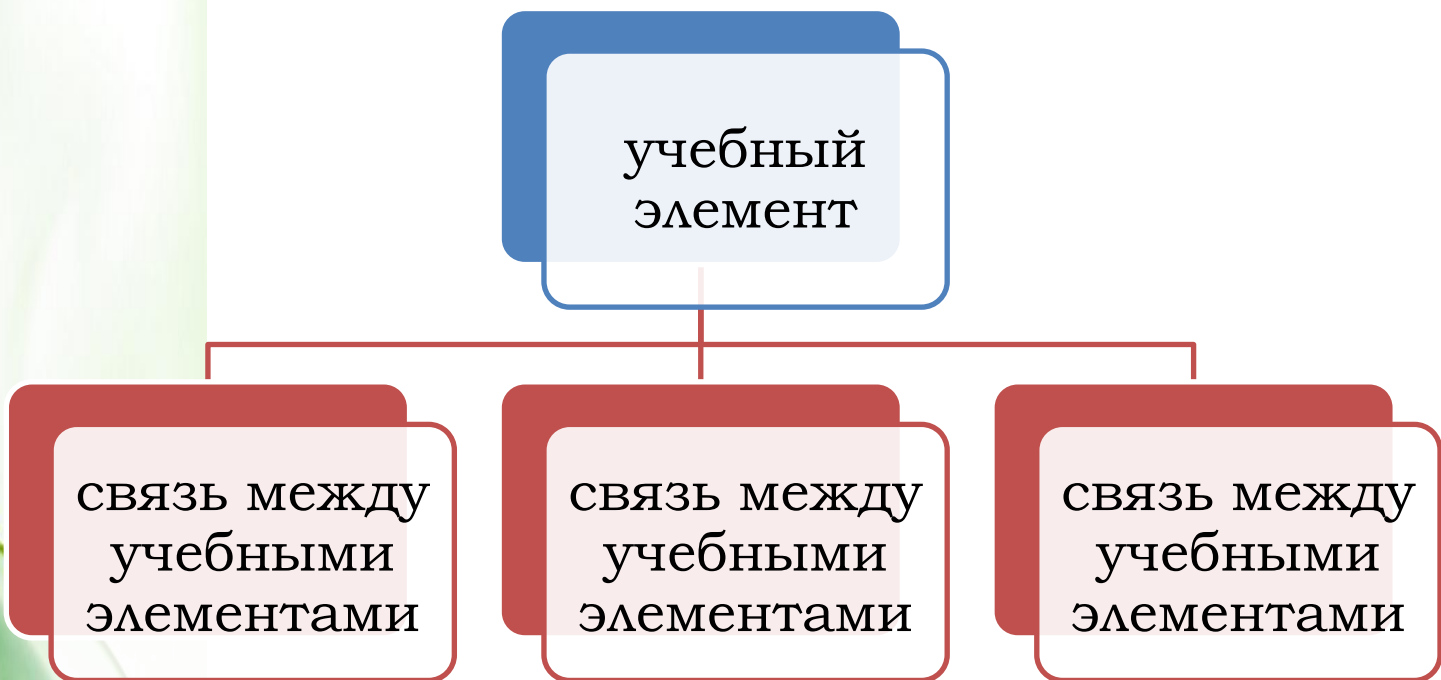 учебный
элемент
связь между
учебными
элементами
связь между
учебными
элементами
связь между
учебными
элементами